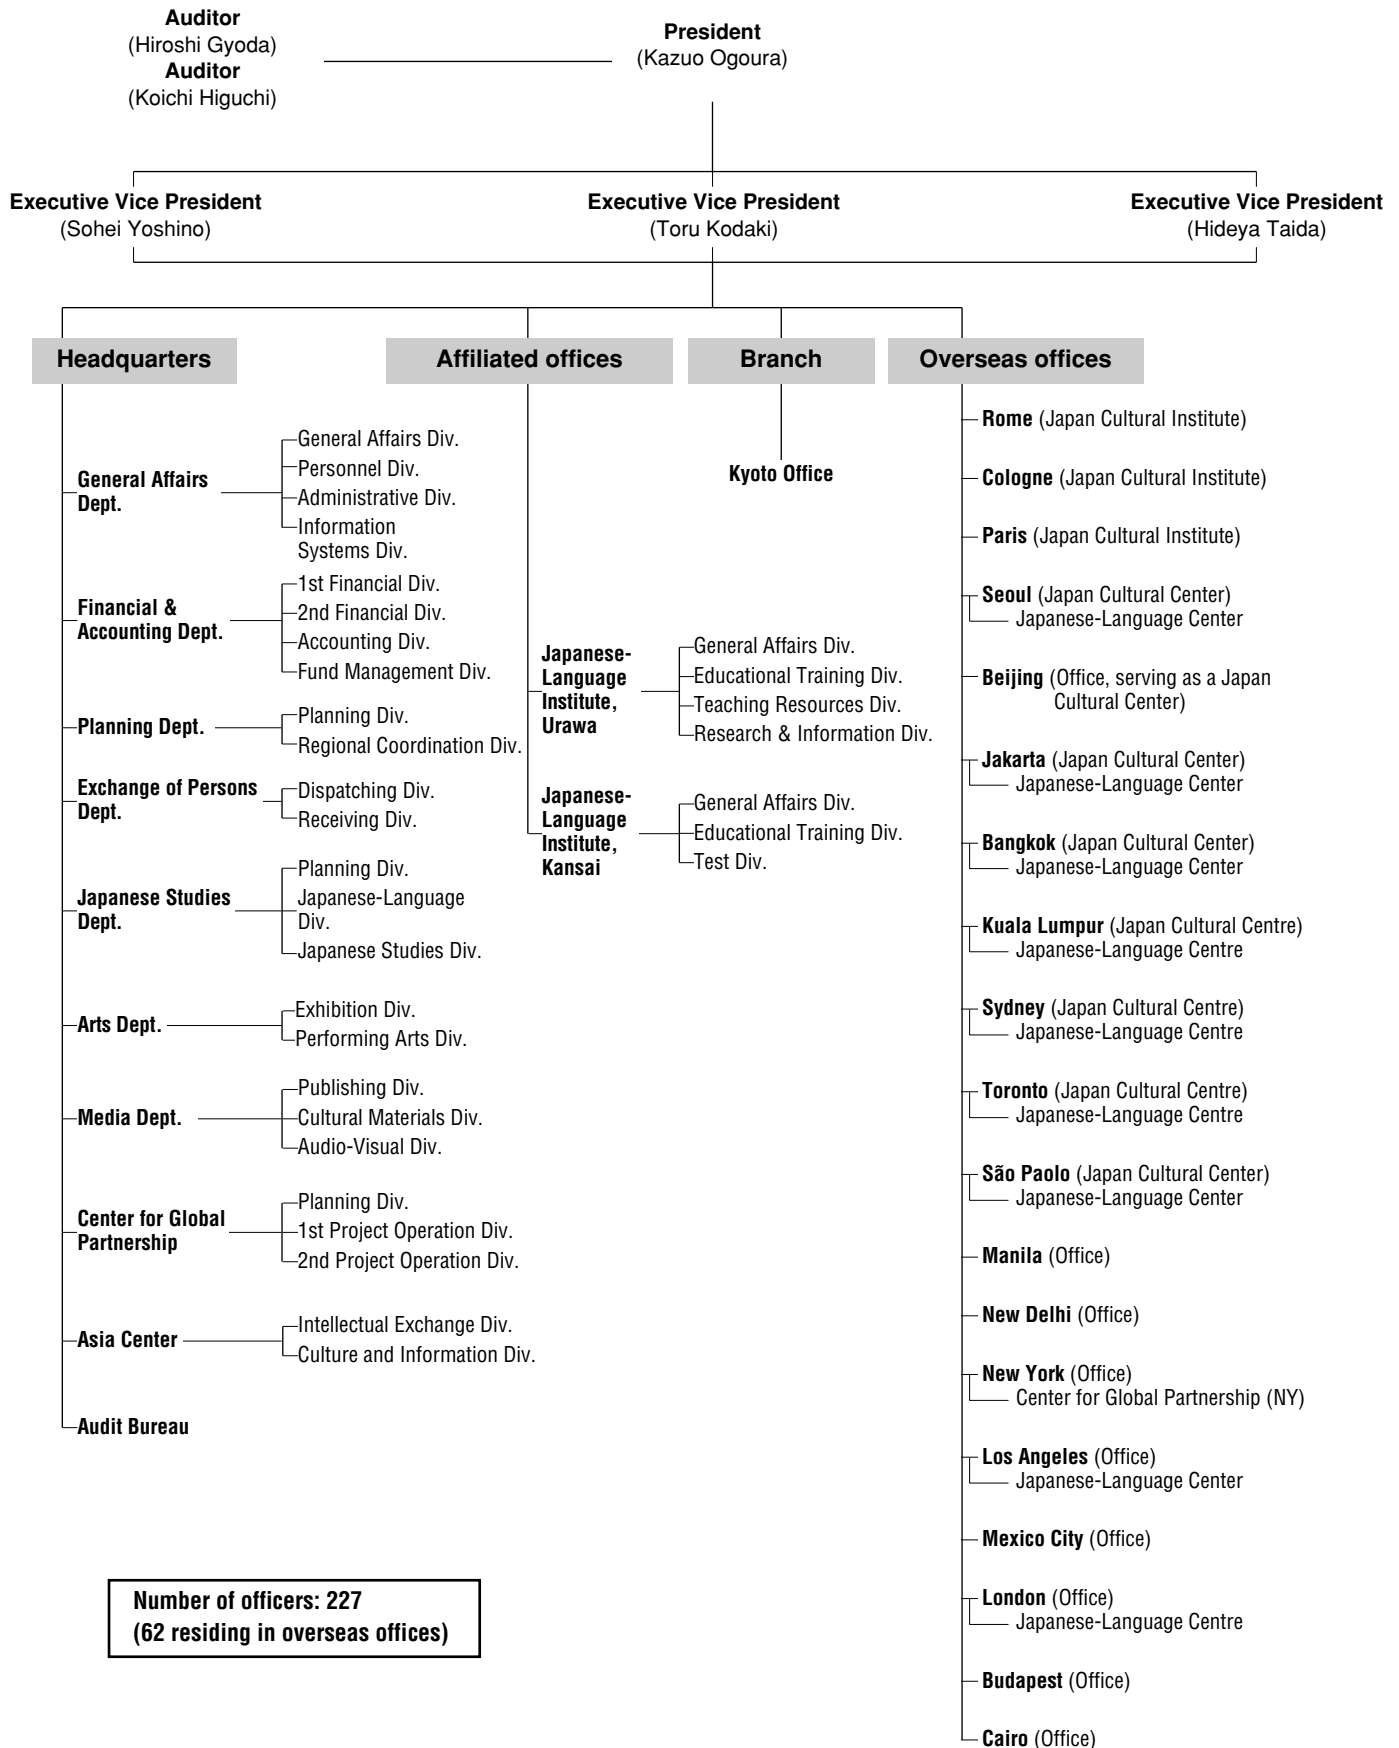 Auditor
(Hiroshi Gyoda)
Auditor
(Koichi Higuchi)
President
(Kazuo Ogoura)
Executive Vice President
(Sohei Yoshino)
Executive Vice President
(Toru Kodaki)
Executive Vice President
(Hideya Taida)
Headquarters
General Affairs
Dept.
General Affairs Div.
Personnel Div.
Administrative Div.
Information
Systems Div.
Financial &
Accounting Dept.
1st Financial Div.
2nd Financial Div.
Accounting Div.
Fund Management Div.
Planning Dept.
Planning Div.
Regional Coordination Div.
Exchange of Persons
Dept.
Dispatching Div.
Receiving Div.
Japanese Studies
Dept.
Planning Div.
Japanese-Language
Div.
Japanese Studies Div.
Arts Dept.
Exhibition Div.
Performing Arts Div.
Media Dept.
Publishing Div.
Cultural Materials Div.
Audio-Visual Div.
Center for Global
Partnership
Planning Div.
1st Project Operation Div.
2nd Project Operation Div.
Asia Center
Intellectual Exchange Div.
Culture and Information Div.
Audit Bureau
Affiliated offices
Japanese-
Language
Institute,
Urawa
General Affairs Div.
Educational Training Div.
Teaching Resources Div.
Research & Information Div.
Japanese-
Language
Institute,
Kansai
General Affairs Div.
Educational Training Div.
Test Div.
Branch
Kyoto Office
Overseas offices
Rome (Japan Cultural Institute)
Cologne (Japan Cultural Institute)
Paris (Japan Cultural Institute)
Seoul (Japan Cultural Center)
Japanese-Language Center
Beijing (Office, serving as a Japan
Cultural Center)
Jakarta (Japan Cultural Center)
Japanese-Language Center
Bangkok (Japan Cultural Center)
Japanese-Language Center
Kuala Lumpur (Japan Cultural Centre)
Japanese-Language Centre
Sydney (Japan Cultural Centre)
Japanese-Language Centre
Toronto (Japan Cultural Centre)
Japanese-Language Centre
São Paolo (Japan Cultural Center)
Japanese-Language Center
Manila (Office)
New Delhi (Office)
New York (Office)
Center for Global Partnership (NY)
Los Angeles (Office)
Japanese-Language Center
Mexico City (Office)
London (Office)
Japanese-Language Centre
Budapest (Office)
Cairo (Office)
Number of officers: 227
(62 residing in overseas offices)